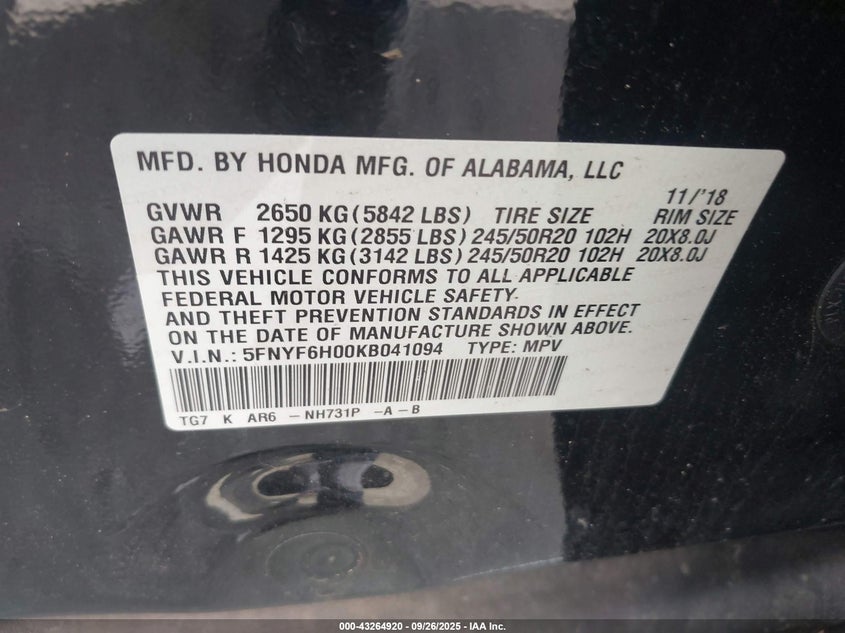 MFD. BY HONDA MFG. OF ALABAMA, LLC
11/'18
GVWR 2650 KG (5842 LBS) TIRE SIZE RIM SIZE
GAWR F 1295 KG (2855 LBS) 245/50R20 102H 20X8.0J
GAWR R 1425 KG (3142 LBS) 245/50R20 102H 20X8.0J
THIS VEHICLE CONFORMS TO ALL APPLICABLE
FEDERAL MOTOR VEHICLE SAFETY
AND THEFT PREVENTION STANDARDS IN EFFECT
ON THE DATE OF MANUFACTURE SHOWN ABOVE.
V.I.N.: 5FNYF6H00KB041094 TYPE: MPV
TG7 K AR6 – NH731P –A – B
000-43264920 | 09/26/2025 – IAA Inc.